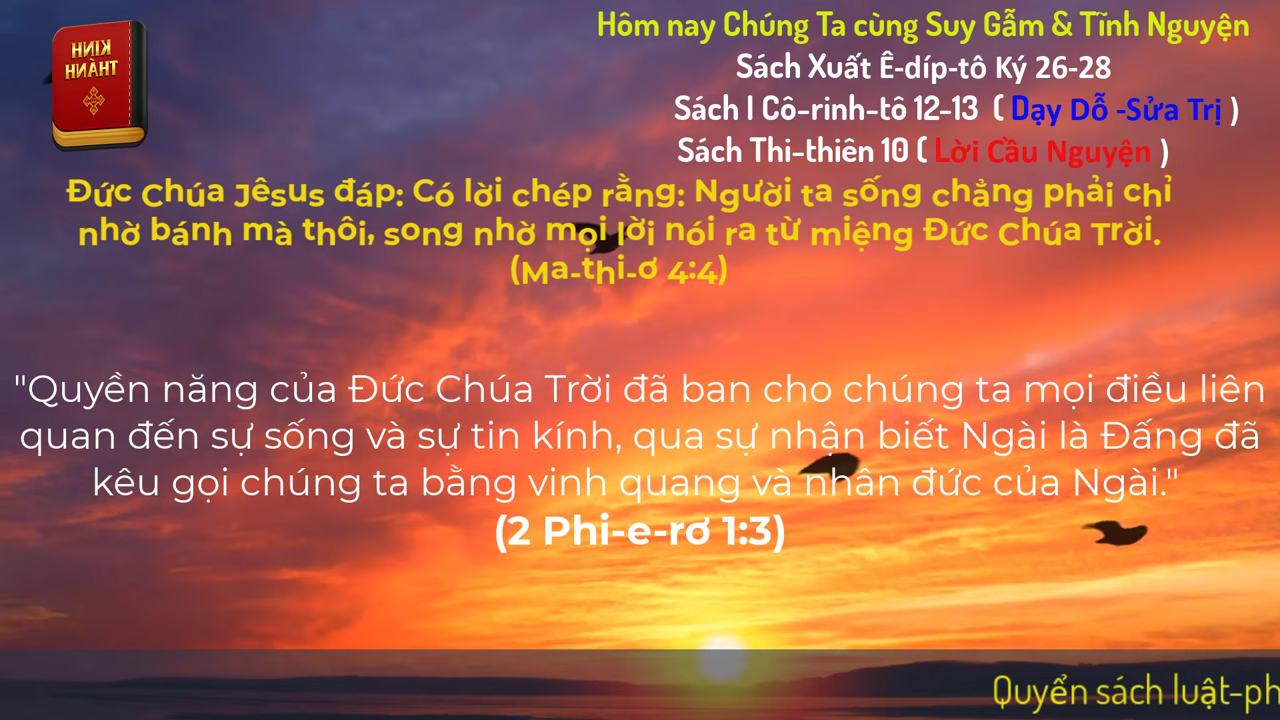 KINH
THÀNH
Hôm nay Chúng Ta cùng Suy Gẫm & Tĩnh Nguyện
Sách Xuất Ê-díp-tô Ký 26-28
Sách I Cô-rinh-tô 12-13 ( Dạy Dỗ -Sửa Trị )
Sách Thi-thiên 10 ( Lời Cầu Nguyện )
Đức Chúa Jêsus đáp: Có lời chép rằng: Người ta sống chẳng phải chỉ
nhờ bánh mà thôi, song nhờ mọi lời nói ra từ miệng Đức Chúa Trời.
(Ma-thi-ơ 4:4)
"Quyền năng của Đức Chúa Trời đã ban cho chúng ta mọi điều liên
quan đến sự sống và sự tin kính, qua sự nhận biết Ngài là Đấng đã
kêu gọi chúng ta bằng vinh quang và nhân đức của Ngài."
(2 Phi-e-rơ 1:3)
Quyển sách luật-ph